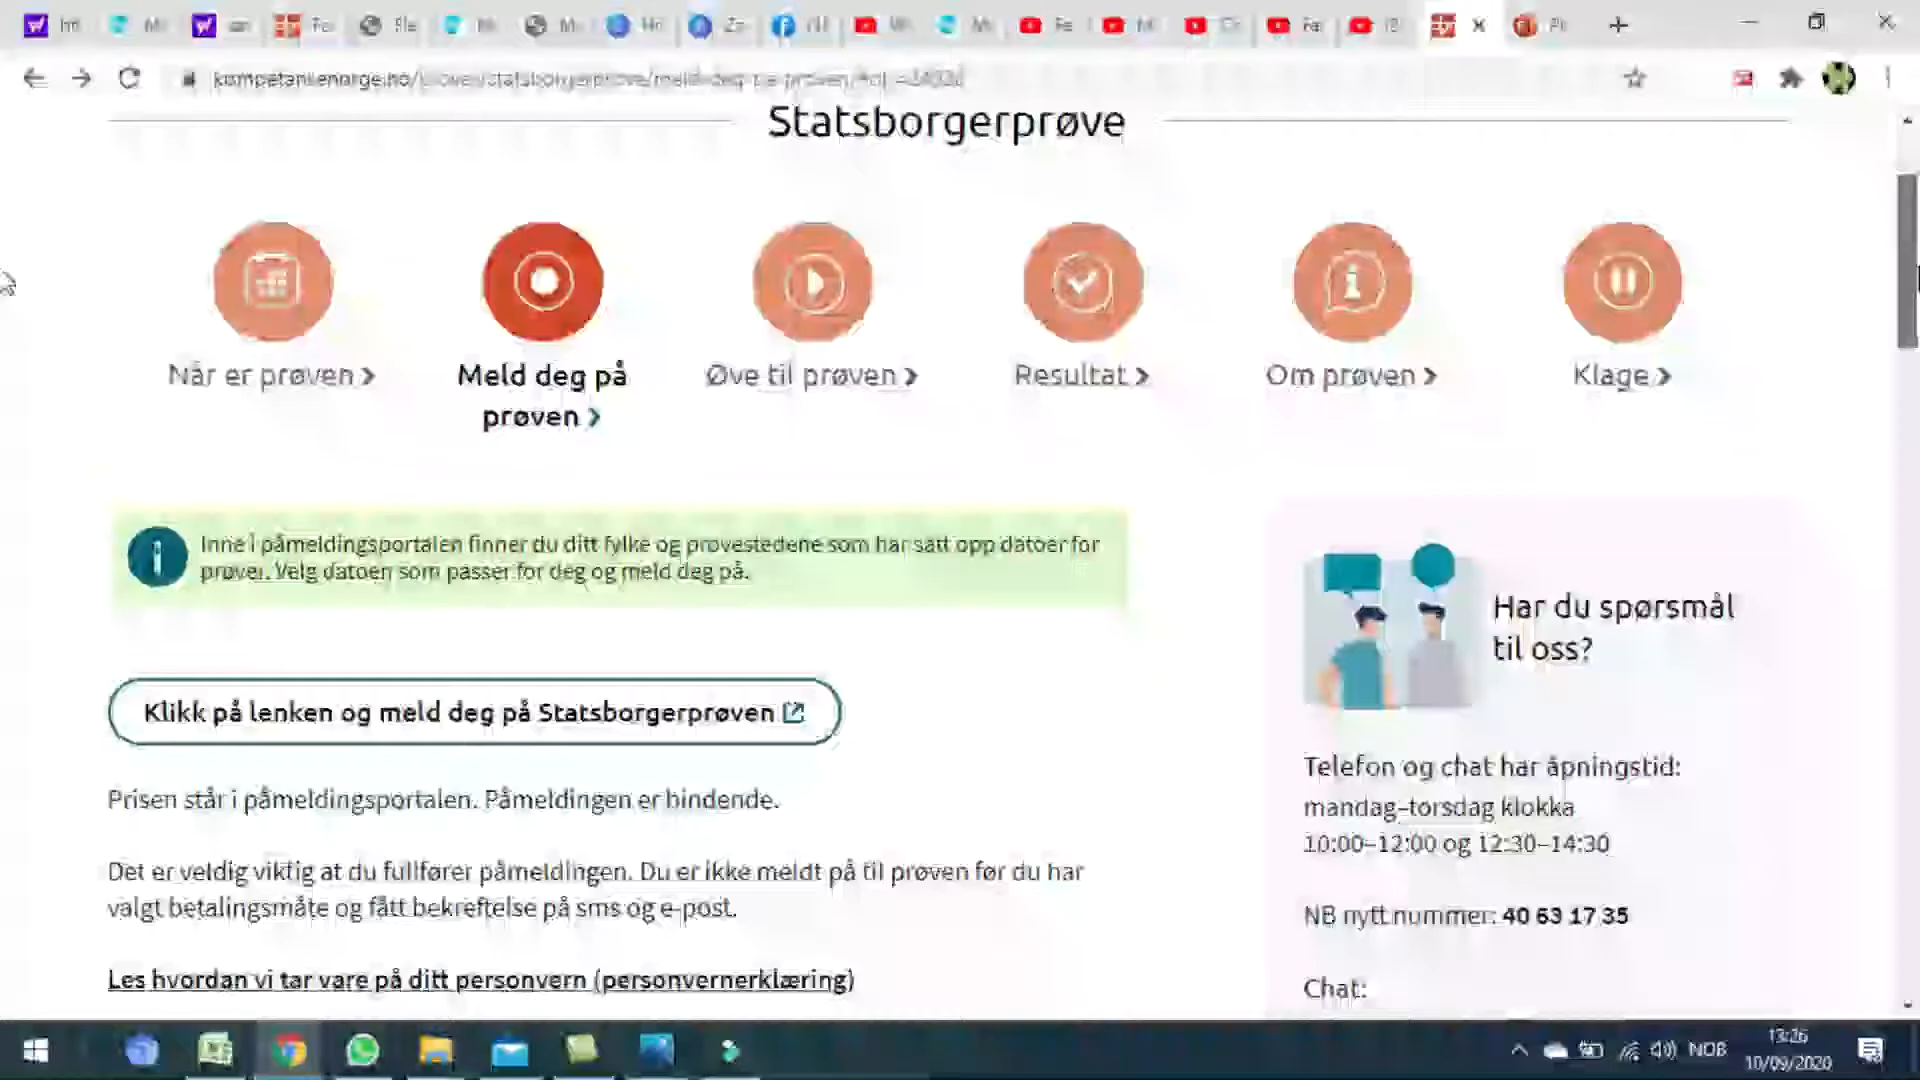 Statsborgerprøve
Når er prøven
Meld deg på
prøven
Øve til prøven
Resultat
Om prøven
Klage
Inne i påmeldingsportalen finner du ditt fylke og prøvestedene som har satt opp datoer for
prøver. Velg datoen som passer for deg og meld deg på.
Klikk på lenken og meld deg på Statsborgerprøven
Prisen står i påmeldingsportalen. Påmeldingen er bindende.
Det er veldig viktig at du fullfører påmeldingen. Du er ikke meldt på til prøven før du har
valgt betalingsmåte og fått bekreftelse på sms og e-post.
Les hvordan vi tar vare på ditt personvern (personvernerklæring)
Har du spørsmål
til oss?
Telefon og chat har åpningstid:
mandag–torsdag klokka
10:00–12:00 og 12:30–14:30
NB nytt nummer: 40 63 17 35
Chat:
NOB
13:26
10/09/2020